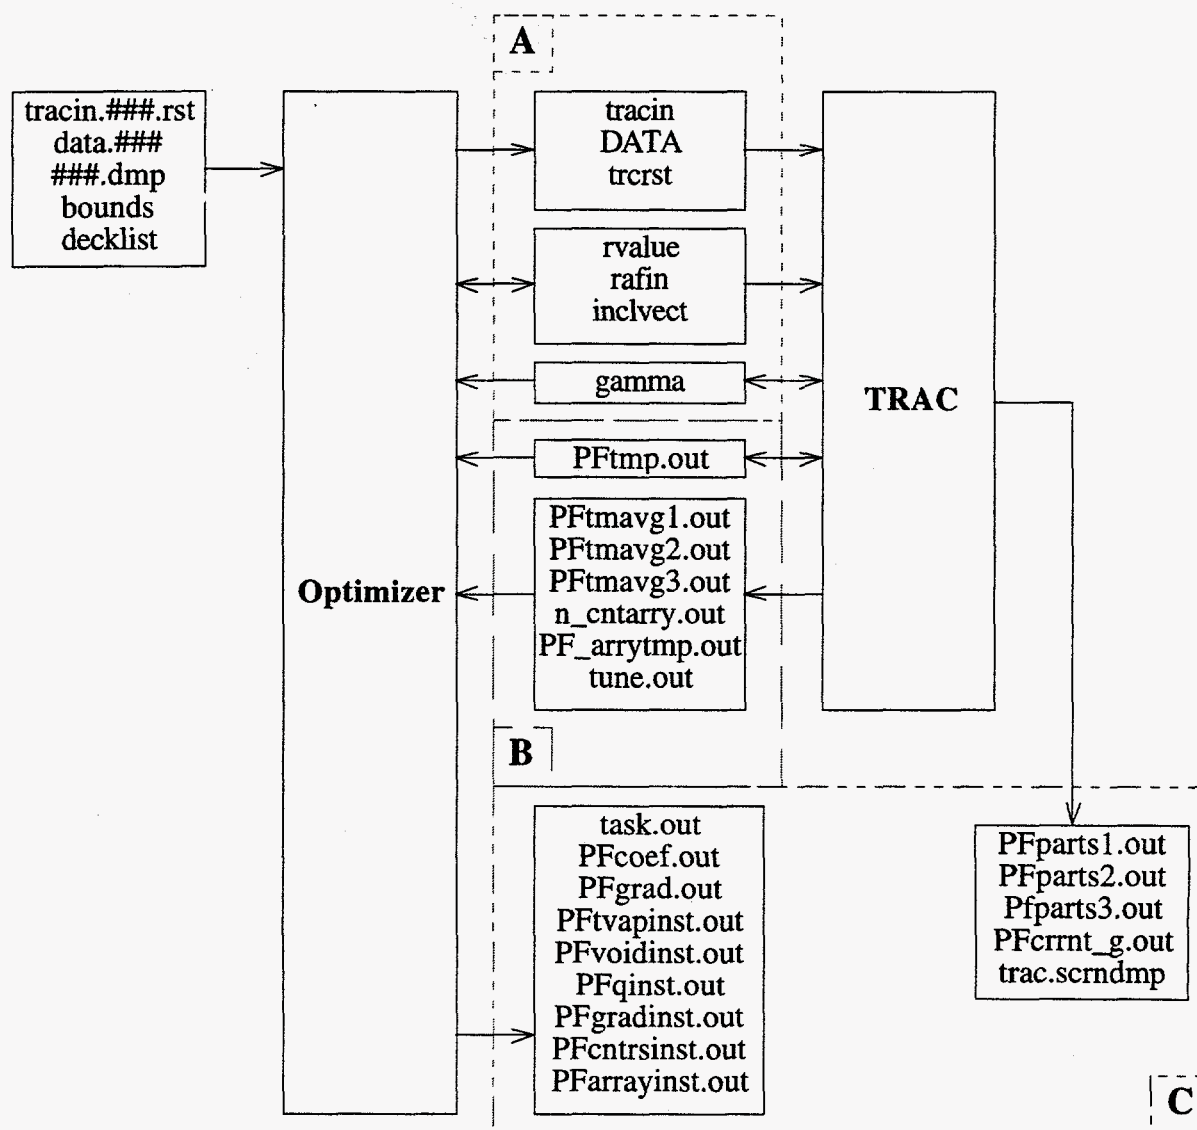 A
tracin.###.rst
data.###
###.dmp
bounds
decklist
tracin
DATA
trcrst
rvalue
rafin
inclvect
gamma
TRAC
PFtmp.out
PFtmavg1.out
PFtmavg2.out
PFtmavg3.out
n_cntarry.out
PF_arrytmp.out
tune.out
Optimizer
B
task.out
PFcoef.out
PFgrad.out
PFtvapinst.out
PFvoidinst.out
PFqinst.out
PFgradinst.out
PFcntrsinst.out
PFarrayinst.out
PFparts1.out
PFparts2.out
Pfparts3.out
PFcrrnt_g.out
trac.scrndmp
C